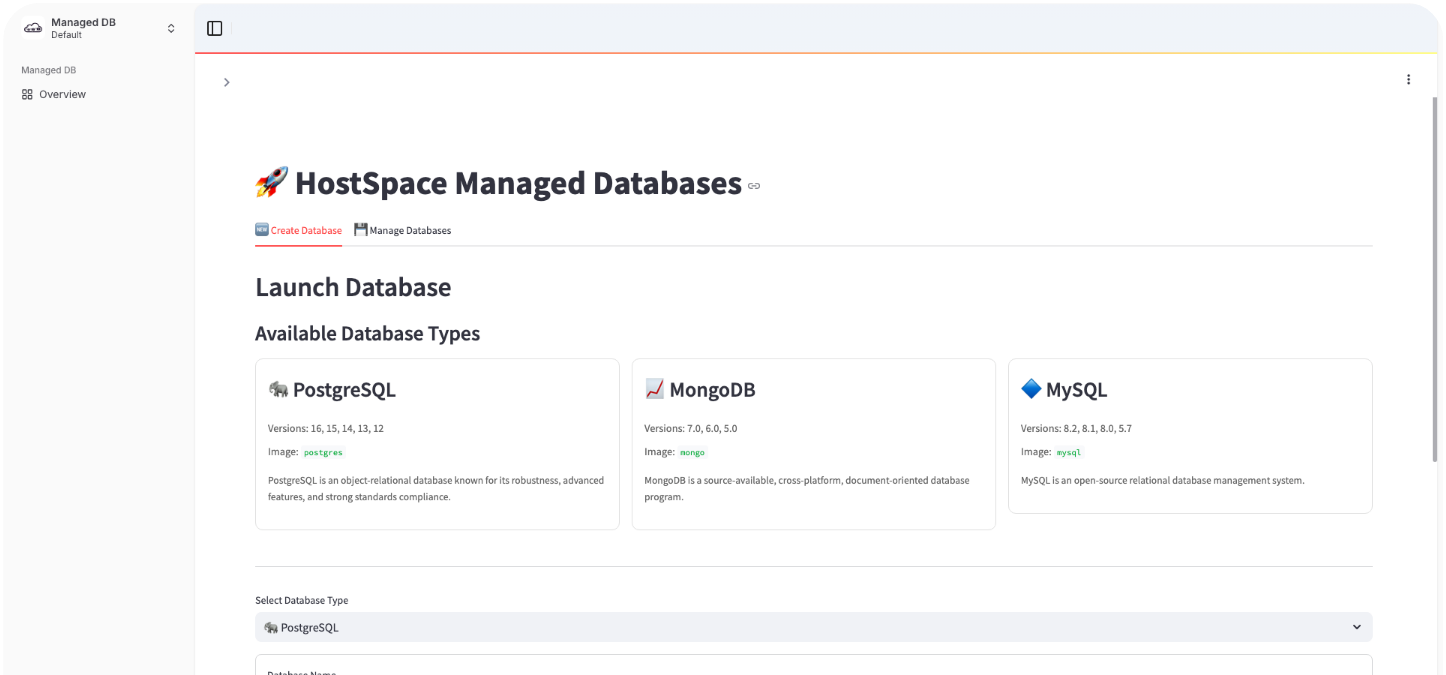 Managed DB
Default
Managed DB
Overview
🚀 HostSpace Managed Databases
🆕 Create Database
💾 Manage Databases
Launch Database
Available Database Types
🐘 PostgreSQL
Versions: 16, 15, 14, 13, 12
Image: postgres
PostgreSQL is an object-relational database known for its robustness, advanced
features, and strong standards compliance.
📈 MongoDB
Versions: 7.0, 6.0, 5.0
Image: mongo
MongoDB is a source-available, cross-platform, document-oriented database
program.
🔷 MySQL
Versions: 8.2, 8.1, 8.0, 5.7
Image: mysql
MySQL is an open-source relational database management system.
Select Database Type
🐘 PostgreSQL
Database Name